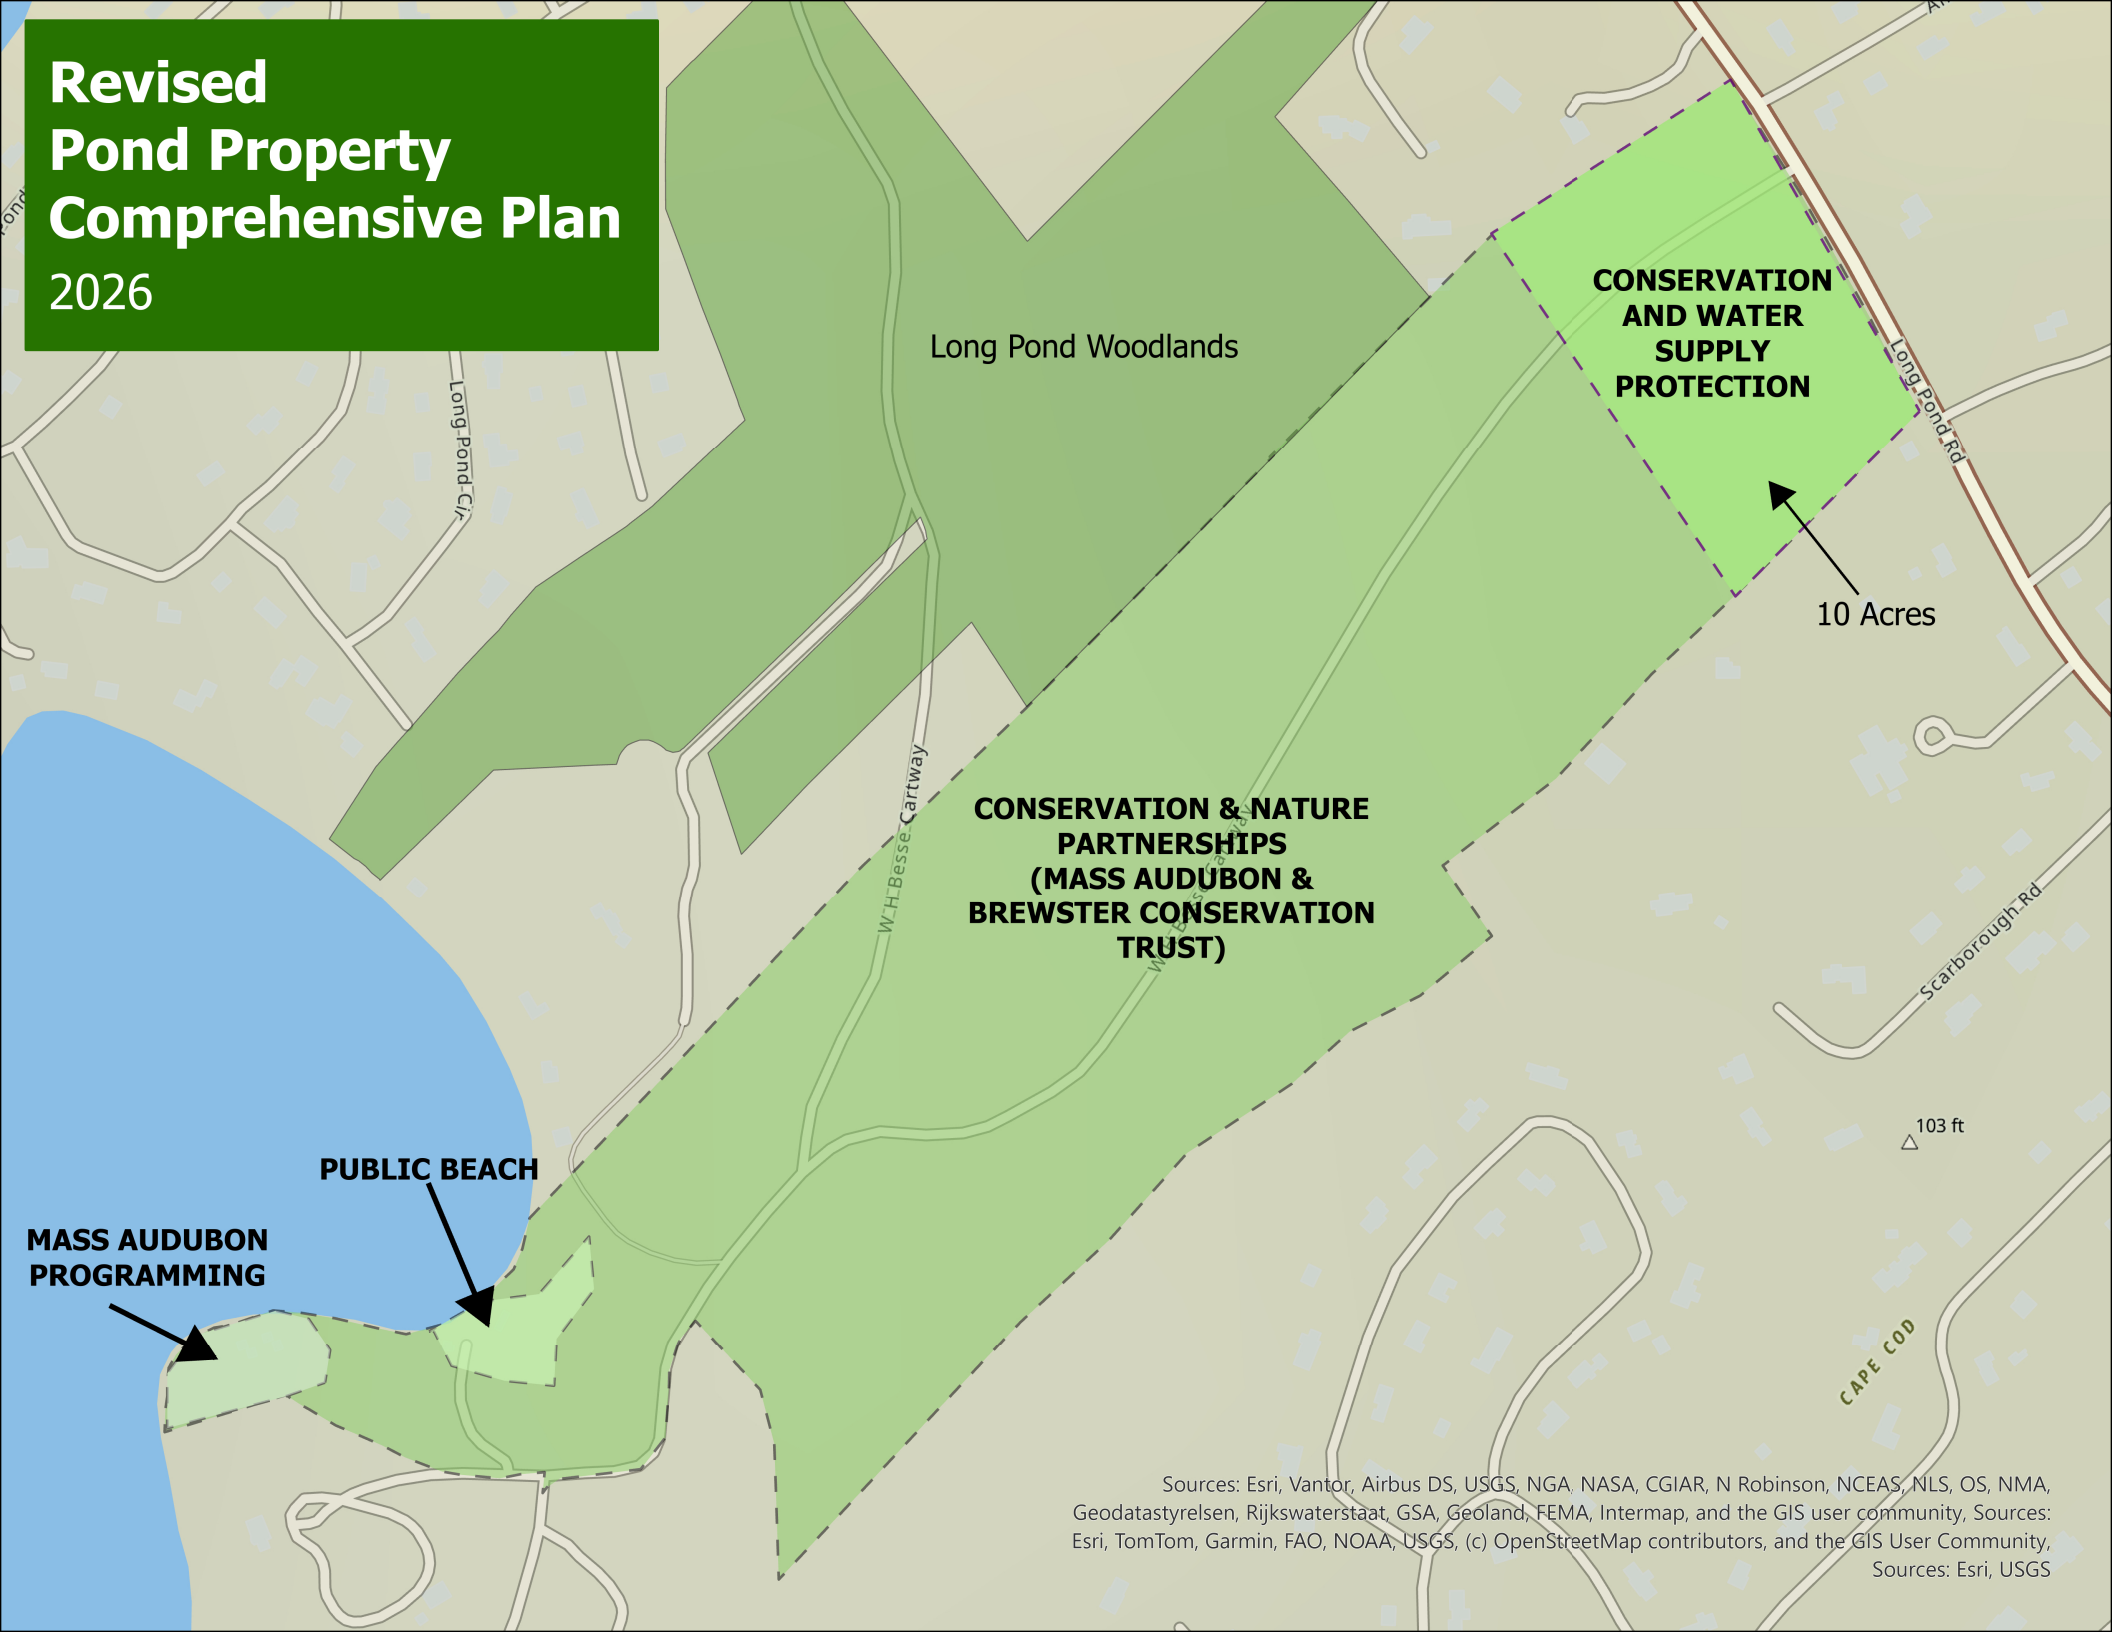 Revised
Pond Property
Comprehensive Plan
2026
Long Pond Woodlands
CONSERVATION
AND WATER
SUPPLY
PROTECTION
Long Pond Rd
10 Acres
Long Pond Cir
W H Besse Cartway
CONSERVATION & NATURE
PARTNERSHIPS
(MASS AUDUBON &
BREWSTER CONSERVATION
TRUST)
W H Besse Cartway
Scarborough Rd
103 ft
PUBLIC BEACH
MASS AUDUBON
PROGRAMMING
CAPE COD
Sources: Esri, Vantor, Airbus DS, USGS, NGA, NASA, CGIAR, N Robinson, NCEAS, NLS, OS, NMA,
Geodatastyrelsen, Rijkswaterstaat, GSA, Geoland, FEMA, Intermap, and the GIS user community, Sources:
Esri, TomTom, Garmin, FAO, NOAA, USGS, (c) OpenStreetMap contributors, and the GIS User Community,
Sources: Esri, USGS